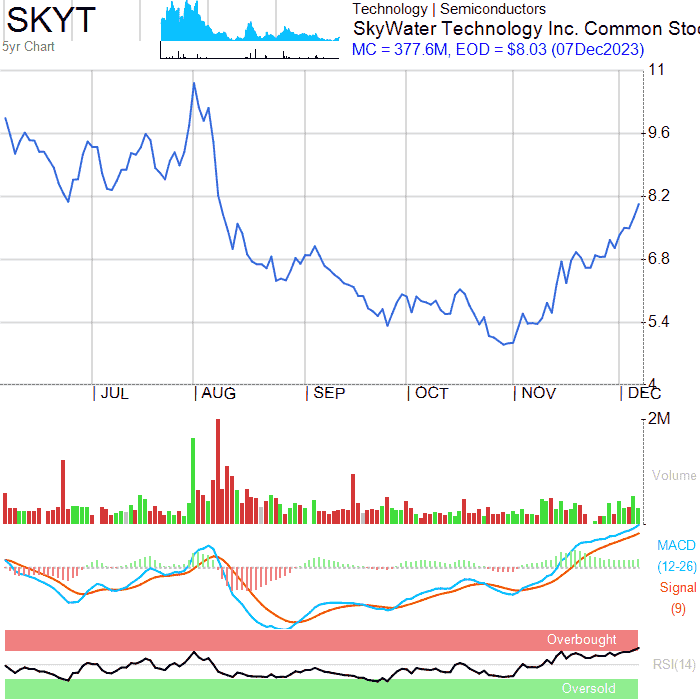 SKYT
5yr Chart
Technology | Semiconductors
SkyWater Technology Inc. Common Stoc
MC = 377.6M, EOD = $8.03 (07Dec2023)
11
9.6
8.2
6.8
5.4
4
JUL AUG SEP OCT NOV DEC
2M
Volume
MACD
(12-26)
Signal
(9)
Overbought
RSI(14)
Oversold